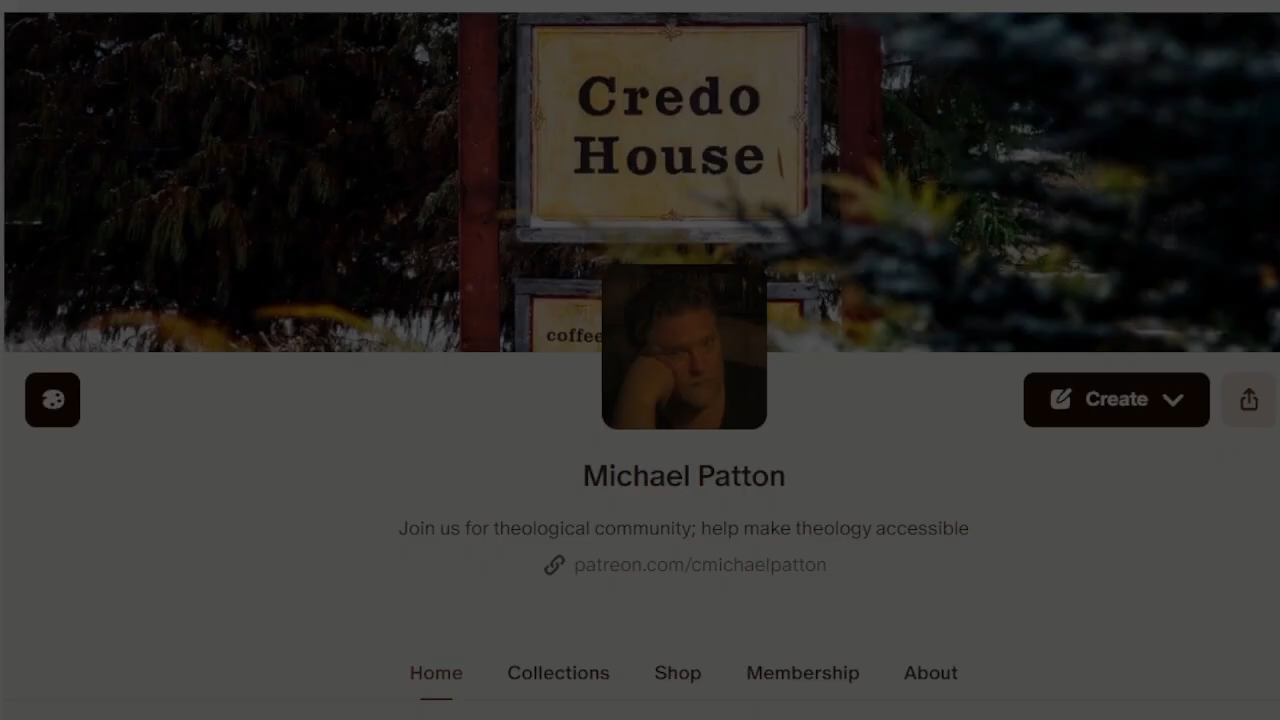 Credo
House
coffee
Create
Michael Patton
Join us for theological community; help make theology accessible
patreon.com/cmichaelpatton
Home Collections Shop Membership About